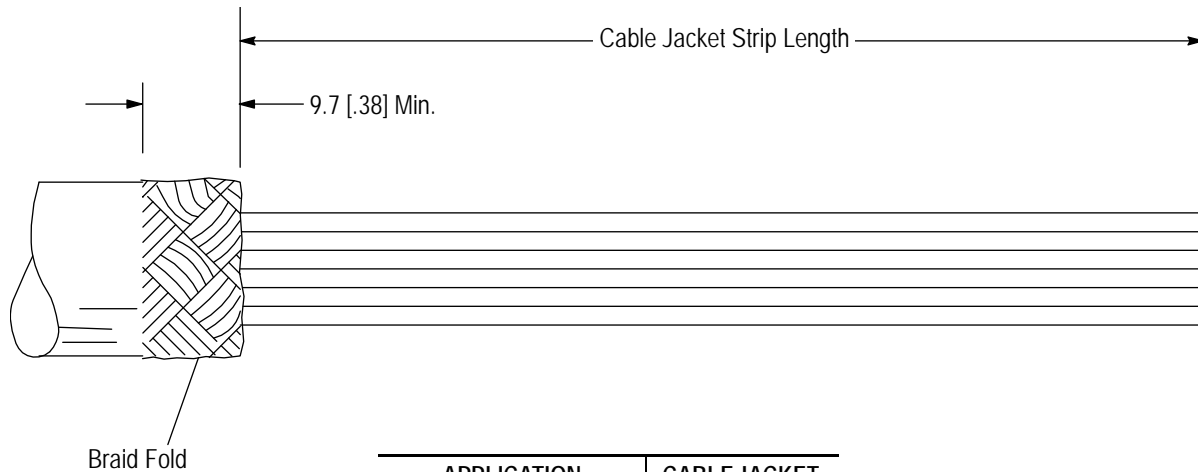 Cable Jacket Strip Length
9.7 [.38] Min.
Braid Fold
APPLICATION
CABLE JACKET